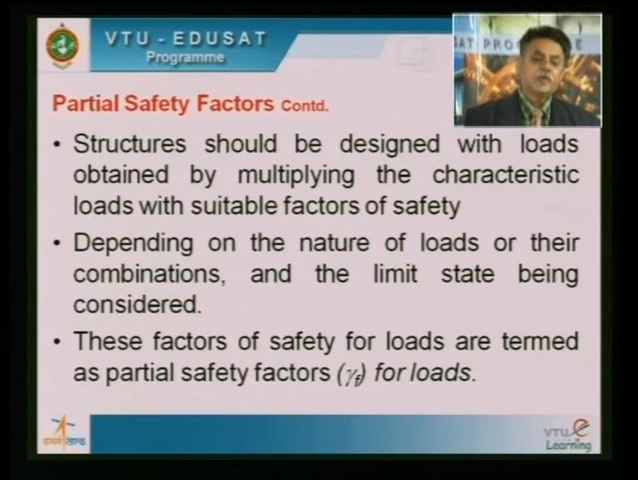 VTU - EDUSAT
Programme
SAT PRO
E
Partial Safety Factors Contd.
• Structures should be designed with loads
obtained by multiplying the characteristic
loads with suitable factors of safety
• Depending on the nature of loads or their
combinations, and the limit state being
considered.
• These factors of safety for loads are termed
as partial safety factors (γf) for loads.
VTU e
Learning